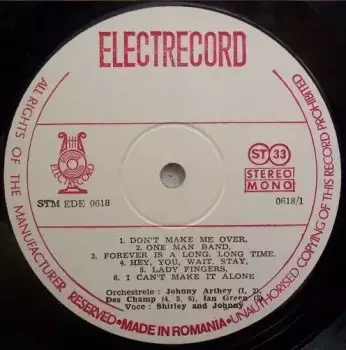 ELECTRECORD
ALL RIGHTS OF THE MANUFACTURER RESERVED • MADE IN ROMANIA • UNAUTHORISED COPYING OF THIS RECORD PROHIBITED
ELECTRECORD
ST 33
STEREO
MONO
STM EDE 0618
0618/1
1. DON'T MAKE ME OVER,
2. ONE MAN BAND,
3. FOREVER IS A LONG, LONG TIME.
4. HEY, YOU, WAIT, STAY,
5. LADY FINGERS,
6. I CAN'T MAKE IT ALONE
Orchestrele: Johnny Arthey (1, 2),
Des Champ (4, 5, 6), Ian Green (3)
Voce: Shirley and Johnny